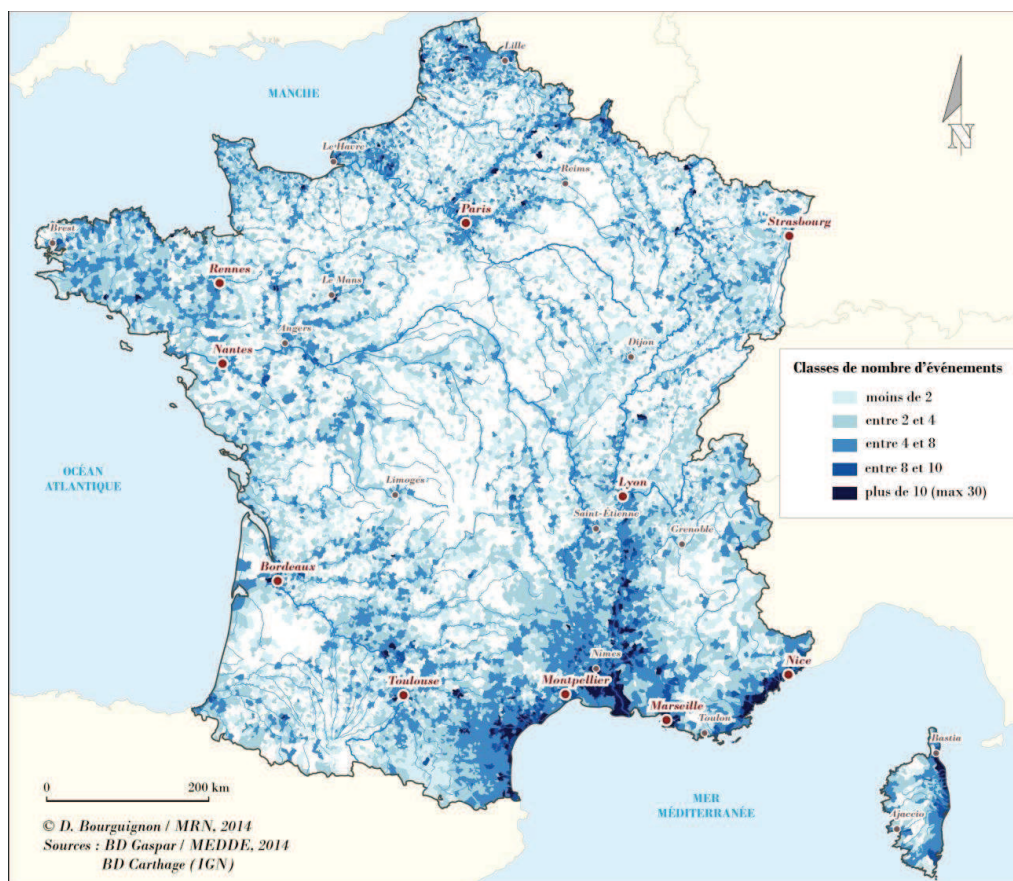 Lille
MANCHE
N
Le Havre
Reims
Paris
Strasbourg
Brest
Rennes
Le Mans
Angers
Nantes
Dijon
Classes de nombre d'événements
moins de 2
entre 2 et 4
entre 4 et 8
entre 8 et 10
plus de 10 (max 30)
OCÉAN
ATLANTIQUE
Limoges
Lyon
Saint-Étienne
Grenoble
Bordeaux
Nîmes
Nice
Toulouse
Montpellier
Marseille
Toulon
Bastia
0 200 km
MER
MÉDITERRANÉE
Ajaccio
© D. Bourguignon / MRN, 2014
Sources : BD Gaspar / MEDDE, 2014
BD Carthage (IGN)